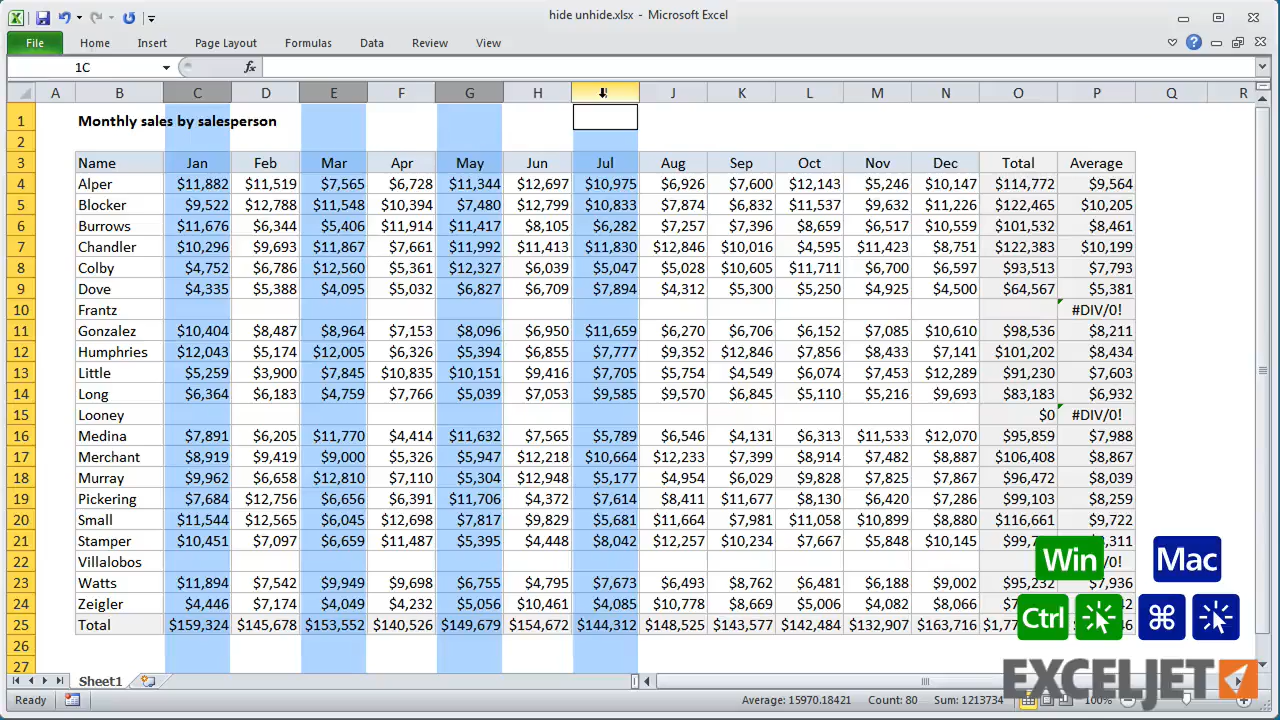 hide unhide.xlsx - Microsoft Excel
File Home Insert Page Layout Formulas Data Review View
1C fx
A B C D E F G H J K L M N O P Q R
1 Monthly sales by salesperson
2
3 Name Jan Feb Mar Apr May Jun Jul Aug Sep Oct Nov Dec Total Average
4 Alper $11,882 $11,519 $7,565 $6,728 $11,344 $12,697 $10,975 $6,926 $7,600 $12,143 $5,246 $10,147 $114,772 $9,564
5 Blocker $9,522 $12,788 $11,548 $10,394 $7,480 $12,799 $10,833 $7,874 $6,832 $11,537 $9,632 $11,226 $122,465 $10,205
6 Burrows $11,676 $6,344 $5,406 $11,914 $11,417 $8,105 $6,282 $7,257 $7,396 $8,659 $6,517 $10,559 $101,532 $8,461
7 Chandler $10,296 $9,693 $11,867 $7,661 $11,992 $11,413 $11,830 $12,846 $10,016 $4,595 $11,423 $8,751 $122,383 $10,199
8 Colby $4,752 $6,786 $12,560 $5,361 $12,327 $6,039 $5,047 $5,028 $10,605 $11,711 $6,700 $6,597 $93,513 $7,793
9 Dove $4,335 $5,388 $4,095 $5,032 $6,827 $6,709 $7,894 $4,312 $5,300 $5,250 $4,925 $4,500 $64,567 $5,381
10 Frantz #DIV/0!
11 Gonzalez $10,404 $8,487 $8,964 $7,153 $8,096 $6,950 $11,659 $6,270 $6,706 $6,152 $7,085 $10,610 $98,536 $8,211
12 Humphries $12,043 $5,174 $12,005 $6,326 $5,394 $6,855 $7,777 $9,352 $12,846 $7,856 $8,433 $7,141 $101,202 $8,434
13 Little $5,259 $3,900 $7,845 $10,835 $10,151 $9,416 $7,705 $5,754 $4,549 $6,074 $7,453 $12,289 $91,230 $7,603
14 Long $6,364 $6,183 $4,759 $7,766 $5,039 $7,053 $9,585 $9,570 $6,845 $5,110 $5,216 $9,693 $83,183 $6,932
15 Looney $0 #DIV/0!
16 Medina $7,891 $6,205 $11,770 $4,414 $11,632 $7,565 $5,789 $6,546 $4,131 $6,313 $11,533 $12,070 $95,859 $7,988
17 Merchant $8,919 $9,419 $9,000 $5,326 $5,947 $12,218 $10,664 $12,233 $7,399 $8,914 $7,482 $8,887 $106,408 $8,867
18 Murray $9,962 $6,658 $12,810 $7,110 $5,304 $12,948 $5,177 $4,954 $6,029 $9,828 $7,825 $7,867 $96,472 $8,039
19 Pickering $7,684 $12,756 $6,656 $6,391 $11,706 $4,372 $7,614 $8,411 $11,677 $8,130 $6,420 $7,286 $99,103 $8,259
20 Small $11,544 $12,565 $6,045 $12,698 $7,817 $9,829 $5,681 $11,664 $7,981 $11,058 $10,899 $8,880 $116,661 $9,722
21 Stamper $10,451 $7,097 $6,659 $11,487 $5,395 $4,448 $8,042 $12,257 $10,234 $7,667 $5,848 $10,145
22 Villalobos
23 Watts $11,894 $7,542 $9,949 $9,698 $6,755 $4,795 $7,673 $6,493 $8,762 $6,481 $6,188 $9,002 $95,232 $7,936
24 Zeigler $4,446 $7,174 $4,049 $4,232 $5,056 $10,461 $4,085 $10,778 $8,669 $5,006 $4,082 $8,066
25 Total $159,324 $145,678 $153,552 $140,526 $149,679 $154,672 $144,312 $148,525 $143,577 $142,484 $132,907 $163,716
26
27
Win Mac
Ctrl ⌘
Sheet1
EXCELJET
Ready Average: 15970.18421 Count: 80 Sum: 1213734 100%